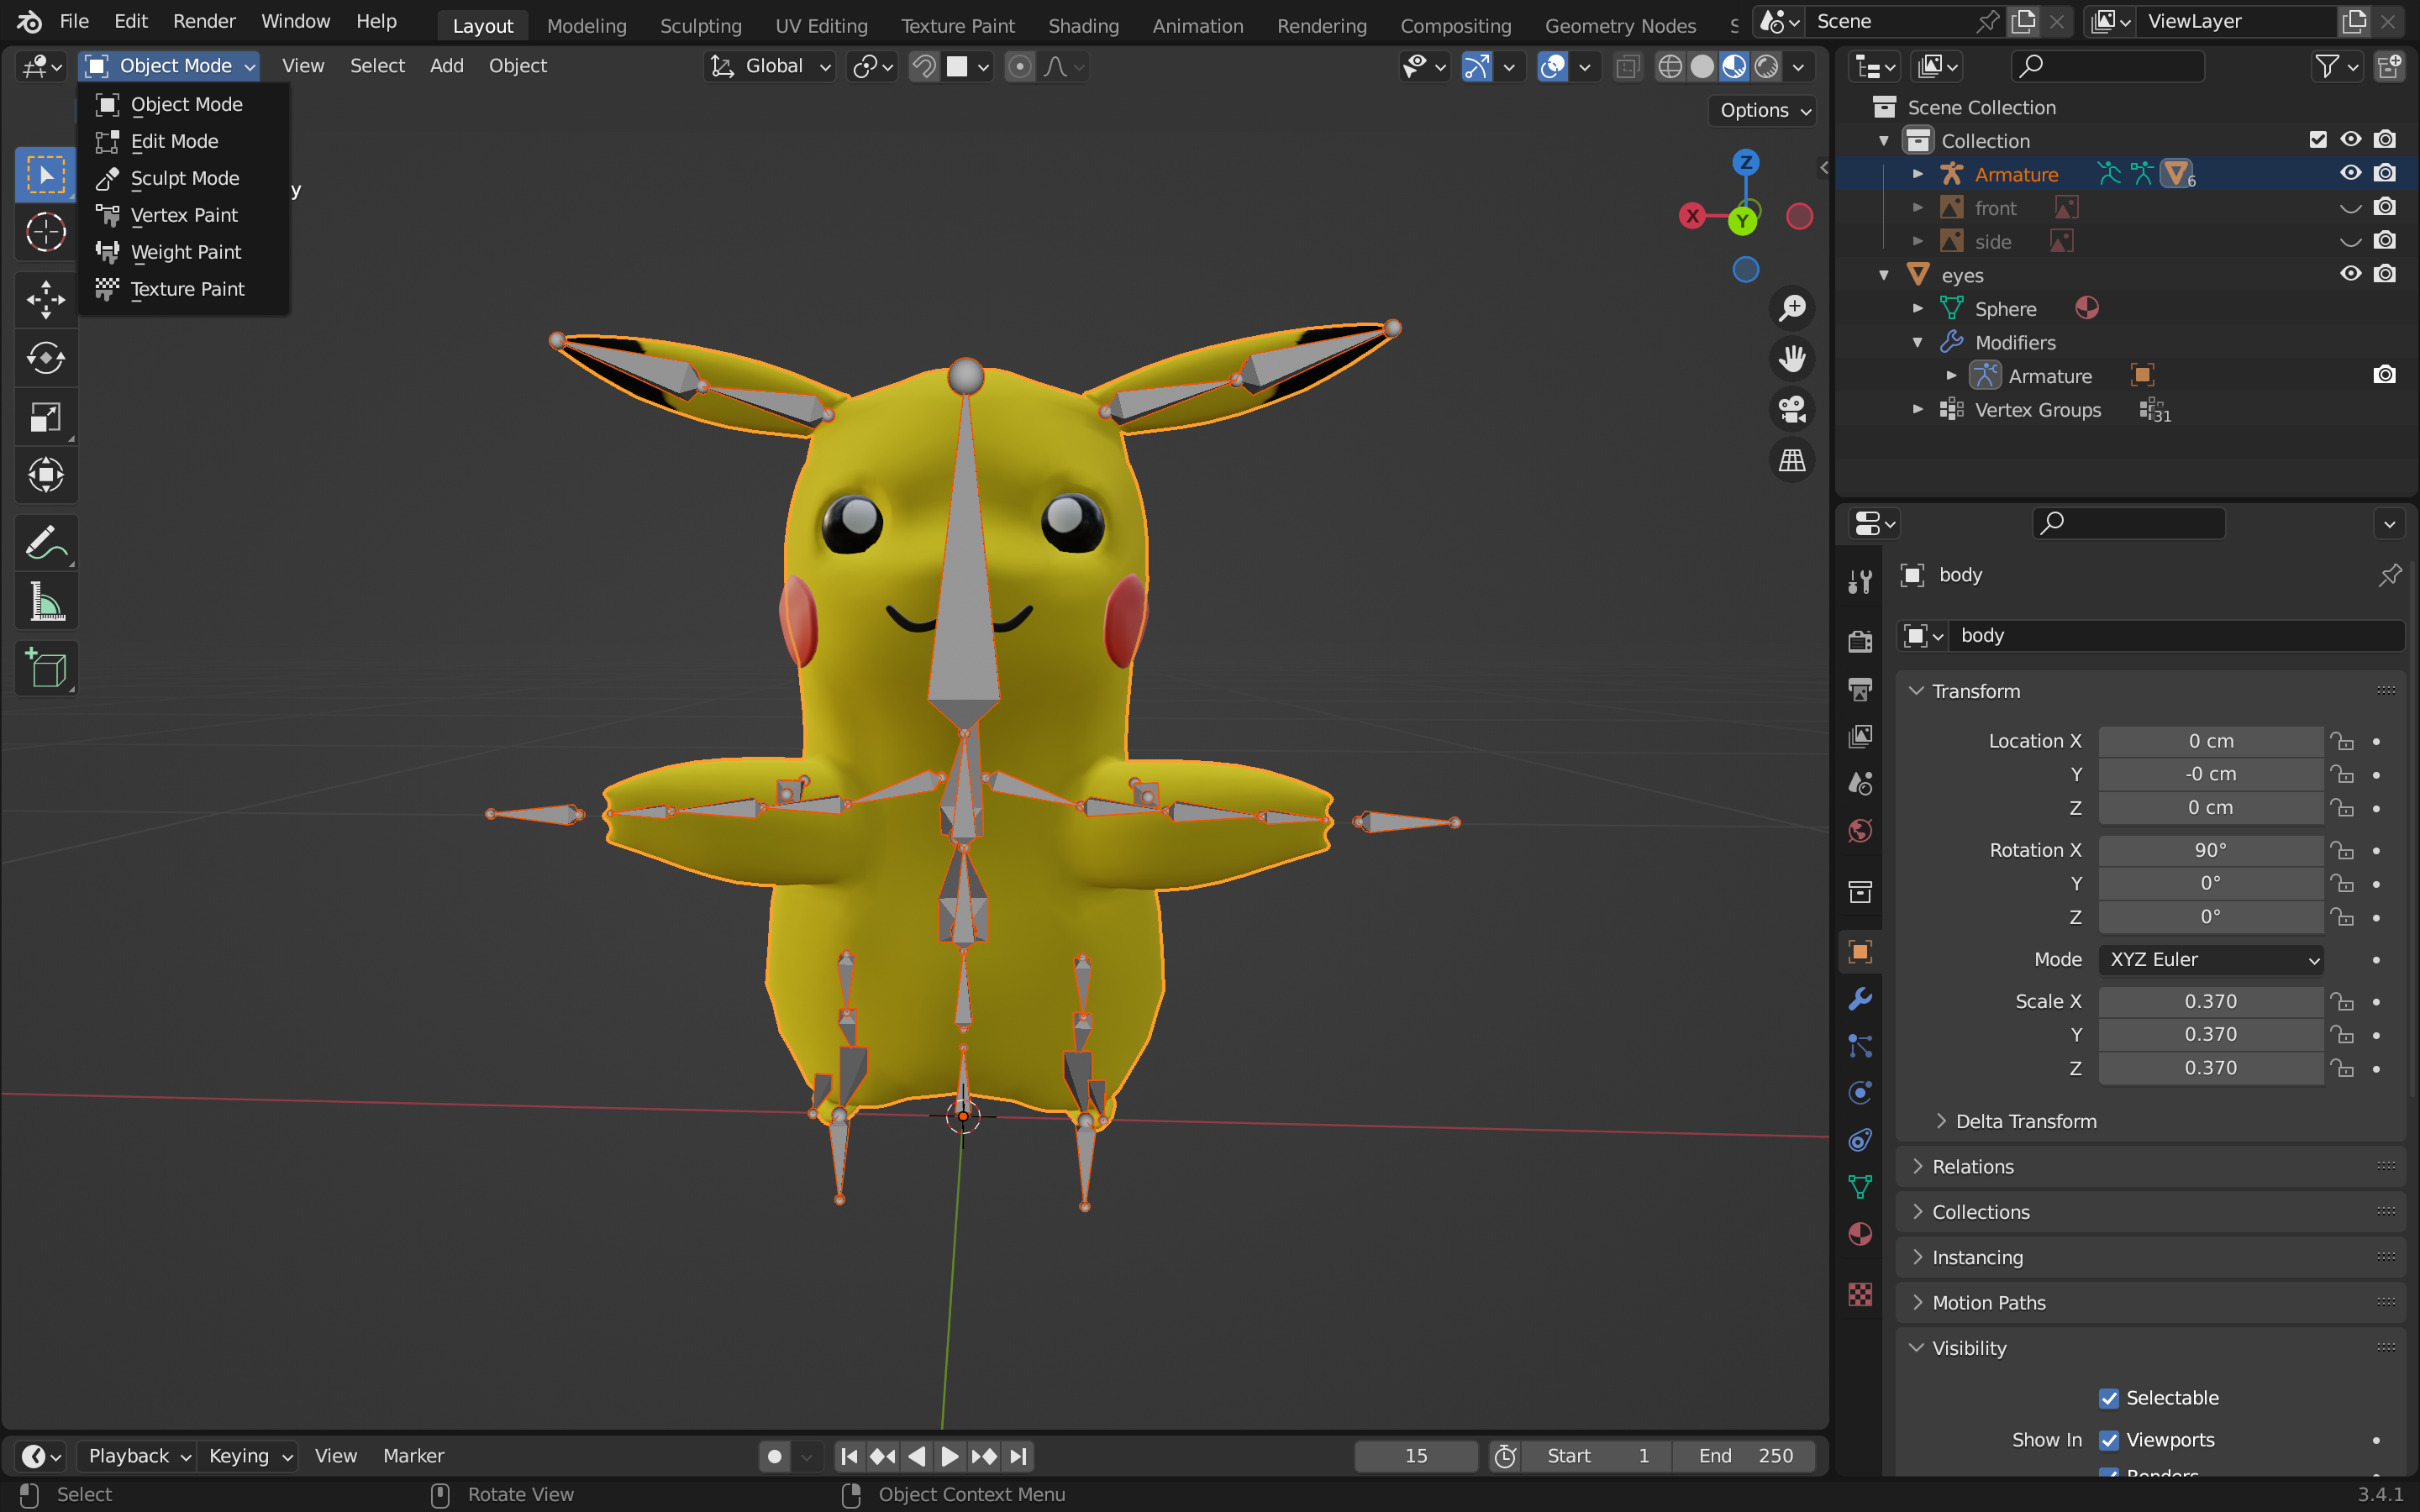 File Edit Render Window Help Layout Modeling Sculpting UV Editing Texture Paint Shading Animation Rendering Compositing Geometry Nodes Scene ViewLayer
Object Mode View Select Add Object Global
Options
Object Mode
Edit Mode
Sculpt Mode
Vertex Paint
Weight Paint
Texture Paint
y
Z
X
Y
Scene Collection
Collection
Armature 6
front
side
eyes
Sphere
Modifiers
Armature
Vertex Groups 31
body
body
Transform
Location X 0 cm
Y -0 cm
Z 0 cm
Rotation X 90°
Y 0°
Z 0°
Mode XYZ Euler
Scale X 0.370
Y 0.370
Z 0.370
Delta Transform
Relations
Collections
Instancing
Motion Paths
Visibility
Selectable
Show In Viewports
Playback Keying View Marker 15 Start 1 End 250
Select Rotate View Object Context Menu 3.4.1